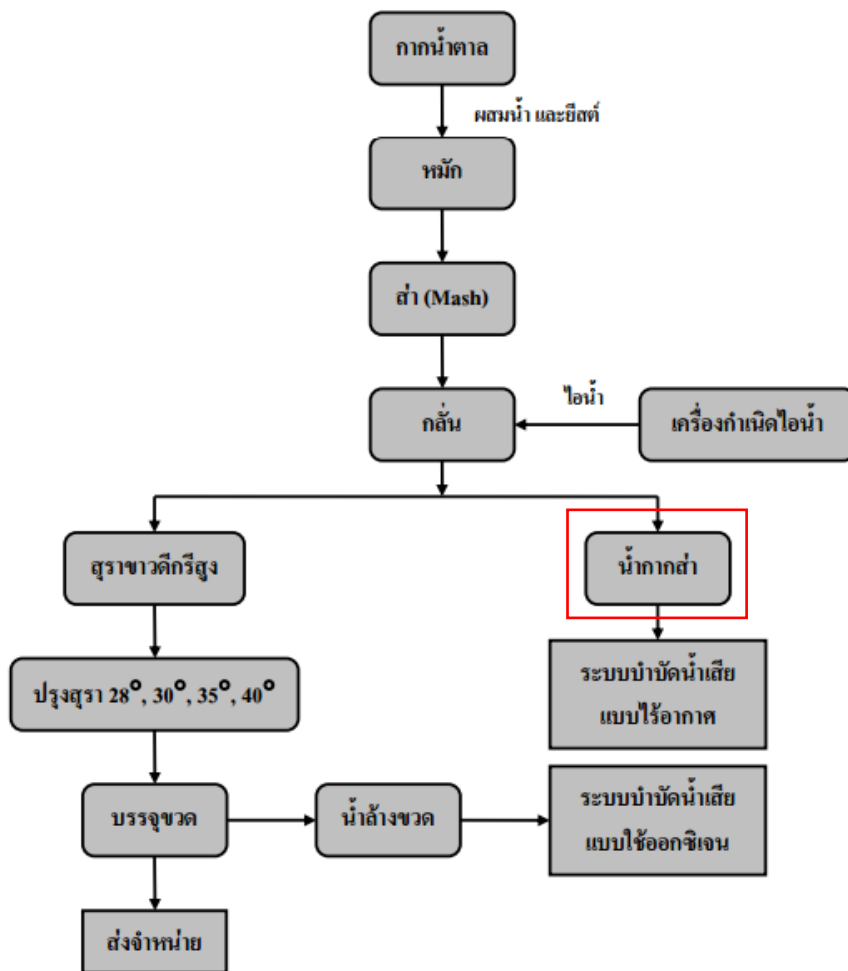 กากน้ำตาล
ผสมน้ำ และยีสต์
หมัก
ส่า (Mash)
กลั่น
ไอน้ำ
เครื่องกำเนิดไอน้ำ
สุราขาวดีกรีสูง
น้ำกากส่า
ปรุงสุรา 28°, 30°, 35°, 40°
ระบบบำบัดน้ำเสีย
แบบไร้อากาศ
บรรจุขวด
น้ำล้างขวด
ระบบบำบัดน้ำเสีย
แบบใช้ออกซิเจน
ส่งจำหน่าย